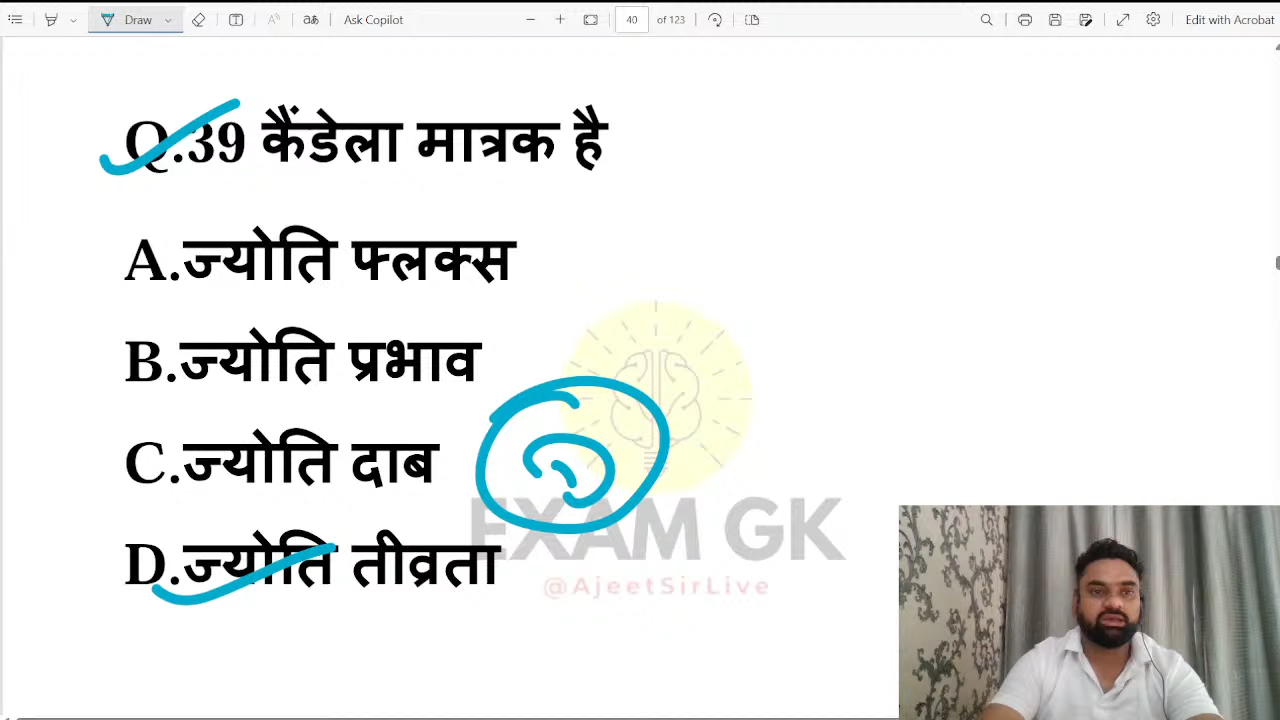 Draw
Ask Copilot
40 of 123
Edit with Acrobat
Q.39 कैंडेला मात्रक है
A.ज्योति फ्लक्स
B.ज्योति प्रभाव
C.ज्योति दाब
D.ज्योति तीव्रता
EXAM GK
@AjeetSirLive